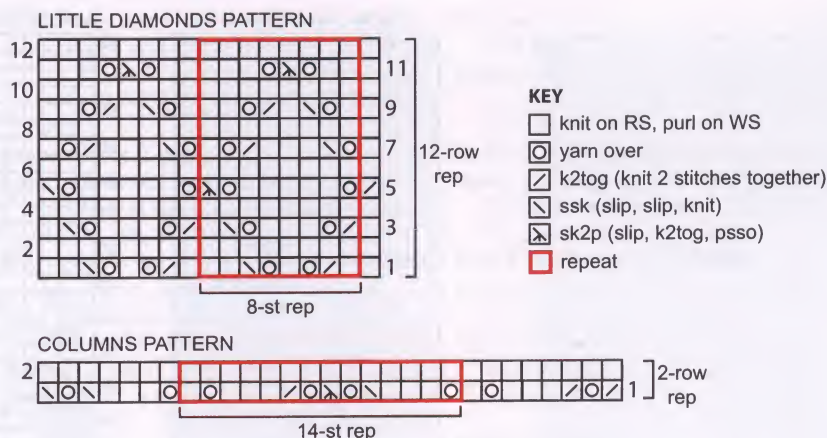 LITTLE DIAMONDS PATTERN
12
11
10
9
8
7
6
5
4
3
2
1
12-row
rep
8-st rep
KEY
knit on RS, purl on WS
yarn over
k2tog (knit 2 stitches together)
ssk (slip, slip, knit)
sk2p (slip, k2tog, psso)
repeat
COLUMNS PATTERN
2
1
2-row
rep
14-st rep